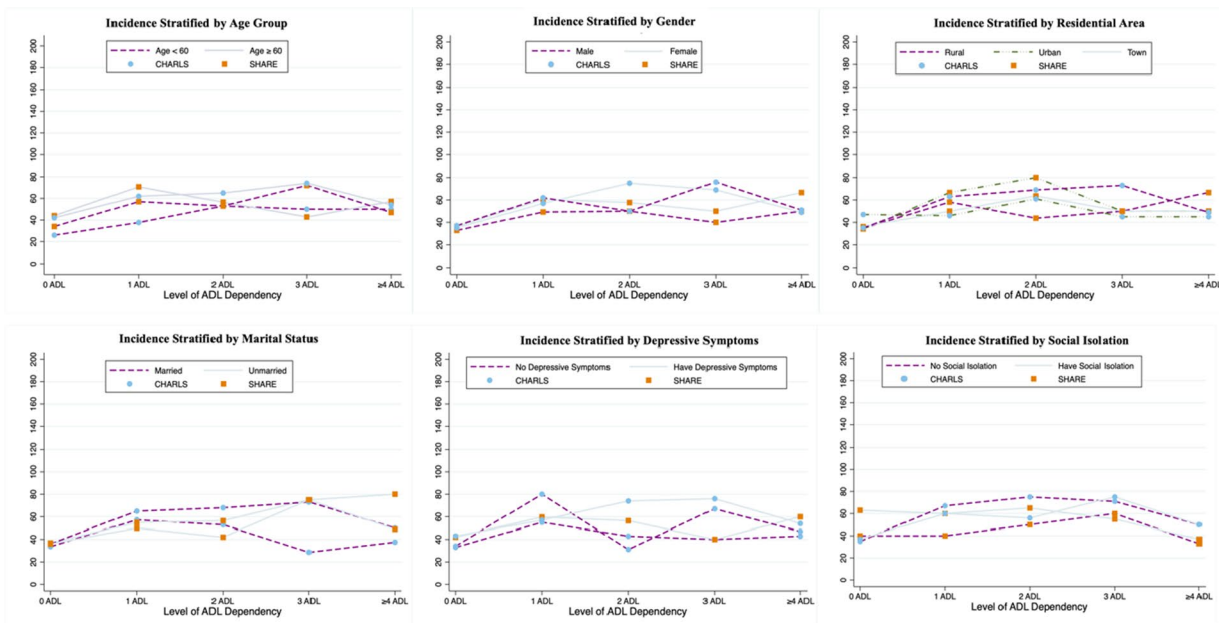 Incidence Stratified by Age Group
Age < 60 Age ≥ 60
CHARLS SHARE
200
180
160
140
120
100
80
60
40
20
0
0 ADL 1 ADL 2 ADL 3 ADL ≥4 ADL
Level of ADL Dependency
Incidence Stratified by Gender
Male Female
CHARLS SHARE
200
180
160
140
120
100
80
60
40
20
0
0 ADL 1 ADL 2 ADL 3 ADL ≥4 ADL
Level of ADL Dependency
Incidence Stratified by Residential Area
Rural Urban Town
CHARLS SHARE
200
180
160
140
120
100
80
60
40
20
0
0 ADL 1 ADL 2 ADL 3 ADL ≥4 ADL
Level of ADL Dependency
Incidence Stratified by Marital Status
Married Unmarried
CHARLS SHARE
200
180
160
140
120
100
80
60
40
20
0
0 ADL 1 ADL 2 ADL 3 ADL ≥4 ADL
Level of ADL Dependency
Incidence Stratified by Depressive Symptoms
No Depressive Symptoms Have Depressive Symptoms
CHARLS SHARE
200
180
160
140
120
100
80
60
40
20
0
0 ADL 1 ADL 2 ADL 3 ADL ≥4 ADL
Level of ADL Dependency
Incidence Stratified by Social Isolation
No Social Isolation Have Social Isolation
CHARLS SHARE
200
180
160
140
120
100
80
60
40
20
0
0 ADL 1 ADL 2 ADL 3 ADL ≥4 ADL
Level of ADL Dependency